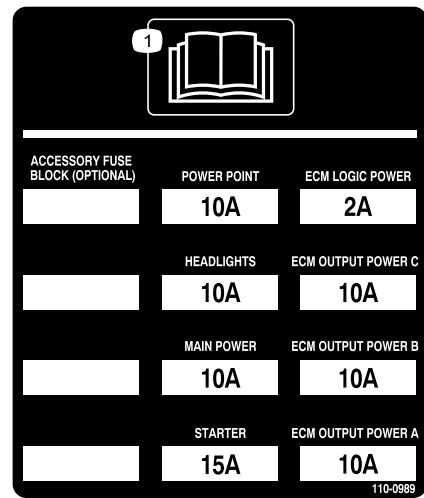 1
ACCESSORY FUSE
BLOCK (OPTIONAL)
POWER POINT
10A
ECM LOGIC POWER
2A
HEADLIGHTS
10A
ECM OUTPUT POWER C
10A
MAIN POWER
10A
ECM OUTPUT POWER B
10A
STARTER
15A
ECM OUTPUT POWER A
10A
110-0989